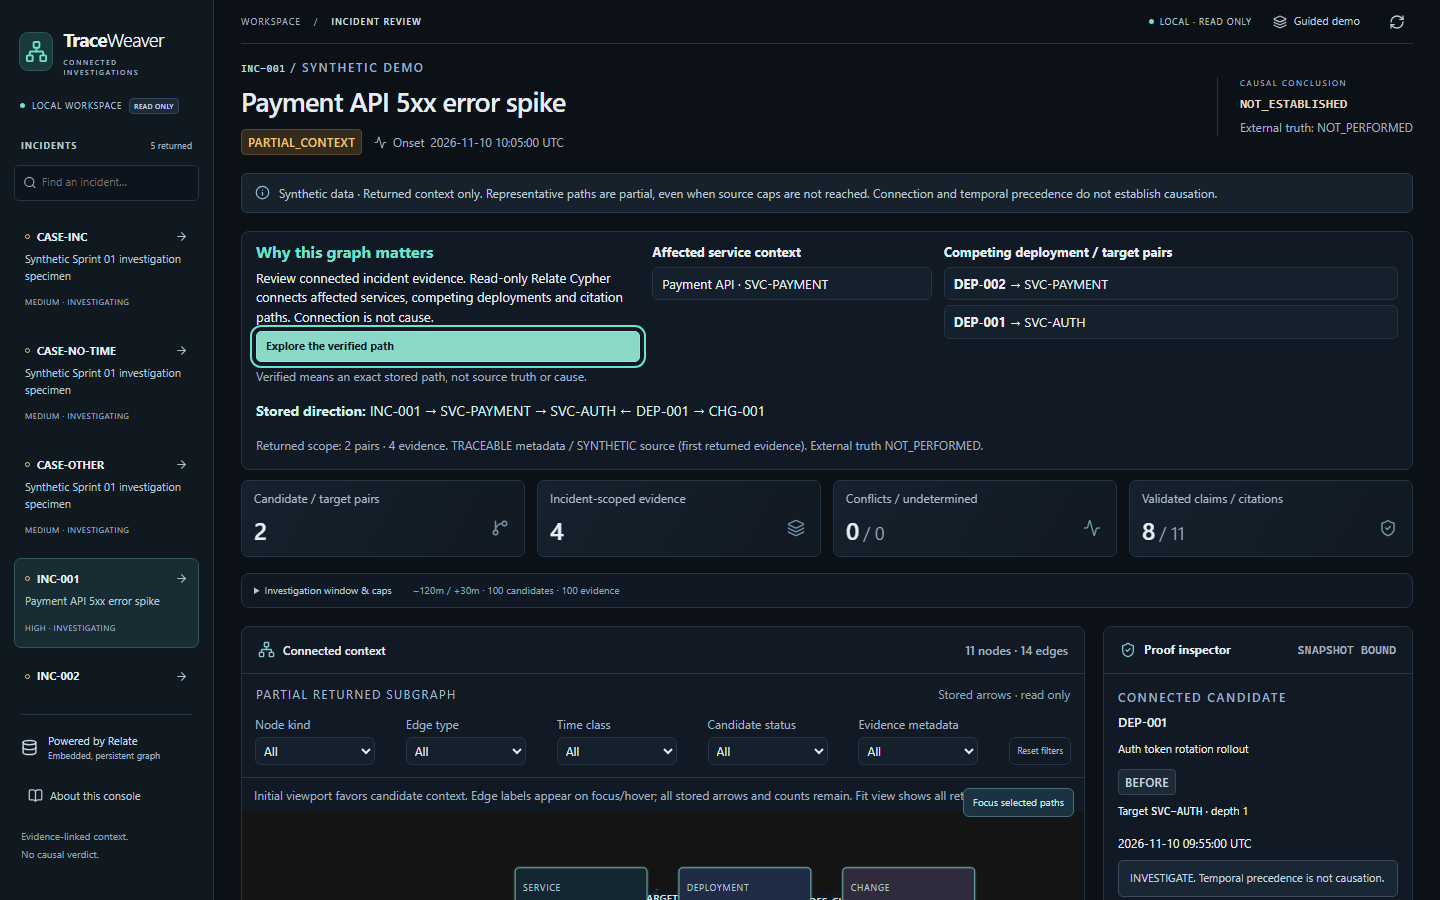 TraceWeaver
CONNECTED
INVESTIGATIONS
LOCAL WORKSPACE READ ONLY
INCIDENTS 5 returned
Find an incident...
CASE-INC
Synthetic Sprint 01 investigation
specimen
MEDIUM · INVESTIGATING
CASE-NO-TIME
Synthetic Sprint 01 investigation
specimen
MEDIUM · INVESTIGATING
CASE-OTHER
Synthetic Sprint 01 investigation
specimen
MEDIUM · INVESTIGATING
INC-001
Payment API 5xx error spike
HIGH · INVESTIGATING
INC-002
Powered by Relate
Embedded, persistent graph
About this console
Evidence-linked context.
No causal verdict.
WORKSPACE / INCIDENT REVIEW
LOCAL · READ ONLY Guided demo
INC-001 / SYNTHETIC DEMO
Payment API 5xx error spike
PARTIAL_CONTEXT Onset 2026-11-10 10:05:00 UTC
CAUSAL CONCLUSION
NOT_ESTABLISHED
External truth: NOT_PERFORMED
Synthetic data · Returned context only. Representative paths are partial, even when source caps are not reached. Connection and temporal precedence do not establish causation.
Why this graph matters
Review connected incident evidence. Read-only Relate Cypher
connects affected services, competing deployments and citation
paths. Connection is not cause.
Explore the verified path
Verified means an exact stored path, not source truth or cause.
Affected service context
Payment API · SVC-PAYMENT
Competing deployment / target pairs
DEP-002 → SVC-PAYMENT
DEP-001 → SVC-AUTH
Stored direction: INC-001 → SVC-PAYMENT → SVC-AUTH ← DEP-001 → CHG-001
Returned scope: 2 pairs · 4 evidence. TRACEABLE metadata / SYNTHETIC source (first returned evidence). External truth NOT_PERFORMED.
Candidate / target pairs
2
Incident-scoped evidence
4
Conflicts / undetermined
0 / 0
Validated claims / citations
8 / 11
Investigation window & caps −120m / +30m · 100 candidates · 100 evidence
Connected context 11 nodes · 14 edges
PARTIAL RETURNED SUBGRAPH Stored arrows · read only
Node kind Edge type Time class Candidate status Evidence metadata
All All All All All Reset filters
Initial viewport favors candidate context. Edge labels appear on focus/hover; all stored arrows and counts remain. Fit view shows all ret
Focus selected paths
SERVICE DEPLOYMENT CHANGE
Proof inspector SNAPSHOT BOUND
CONNECTED CANDIDATE
DEP-001
Auth token rotation rollout
BEFORE
Target SVC-AUTH · depth 1
2026-11-10 09:55:00 UTC
INVESTIGATE. Temporal precedence is not causation.